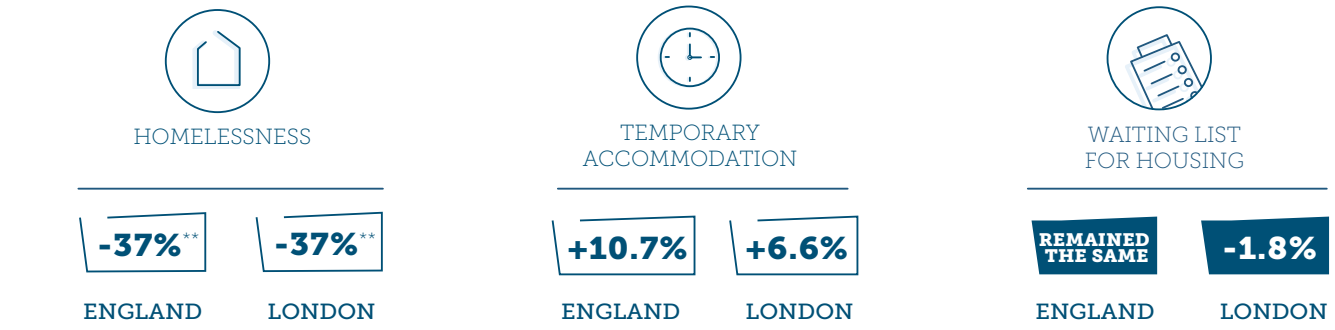 HOMELESSNESS
-37%**
-37%**
ENGLAND
LONDON
TEMPORARY
ACCOMMODATION
+10.7%
+6.6%
ENGLAND
LONDON
WAITING LIST
FOR HOUSING
REMAINED
THE SAME
-1.8%
ENGLAND
LONDON